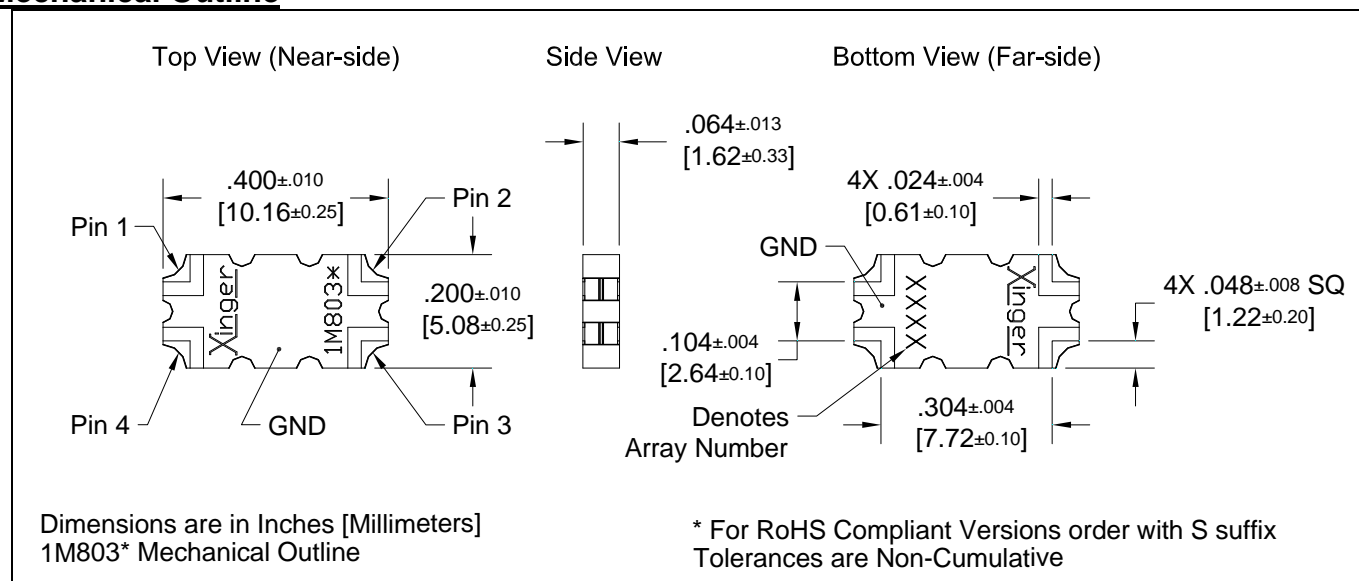 Mechanical Outline
Top View (Near-side)
Side View
Bottom View (Far-side)
.064±.013
[1.62±0.33]
.400±.010
[10.16±0.25]
Pin 1
Pin 2
4X .024±.004
[0.61±0.10]
GND
Xinger
1M803*
.200±.010
[5.08±0.25]
XXXX
Xinger
4X .048±.008 SQ
[1.22±0.20]
.104±.004
[2.64±0.10]
Pin 4
GND
Pin 3
Denotes
Array Number
.304±.004
[7.72±0.10]
Dimensions are in Inches [Millimeters]
1M803* Mechanical Outline
* For RoHS Compliant Versions order with S suffix
Tolerances are Non-Cumulative